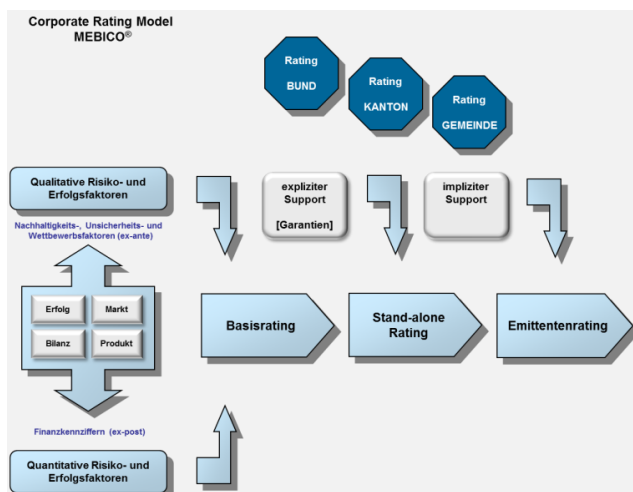 Corporate Rating Model
MEBICO®
Rating
BUND
Rating
KANTON
Rating
GEMEINDE
Qualitative Risiko- und
Erfolgsfaktoren
expliziter
Support
[Garantien]
impliziter
Support
Nachhaltigkeits-, Unsicherheits- und
Wettbewerbsfaktoren (ex-ante)
Erfolg
Markt
Bilanz
Produkt
Basisrating
Stand-alone
Rating
Emittentenrating
Finanzkennziffern (ex-post)
Quantitative Risiko- und
Erfolgsfaktoren